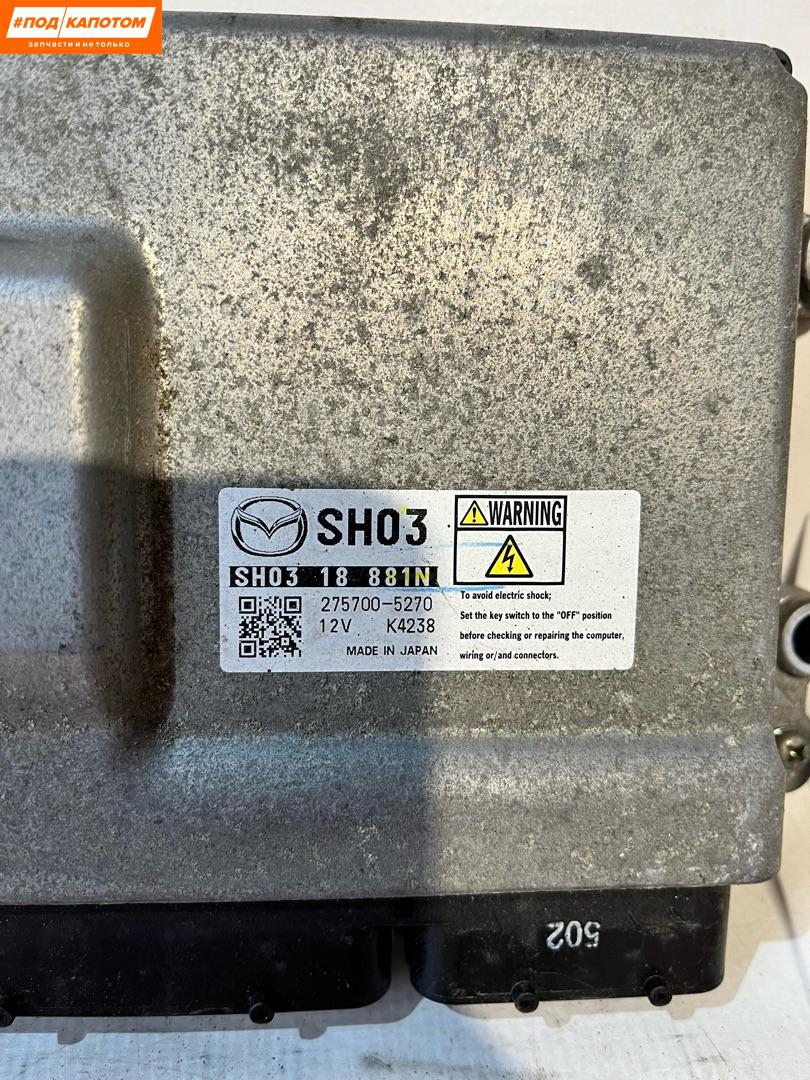 #ПОД КАПОТОМ
запчасти и не только
SH03
SH03 18 881N
275700-5270
12V K4238
MADE IN JAPAN
WARNING
To avoid electric shock;
Set the key switch to the "OFF" position
before checking or repairing the computer,
wiring or/and connectors.
502